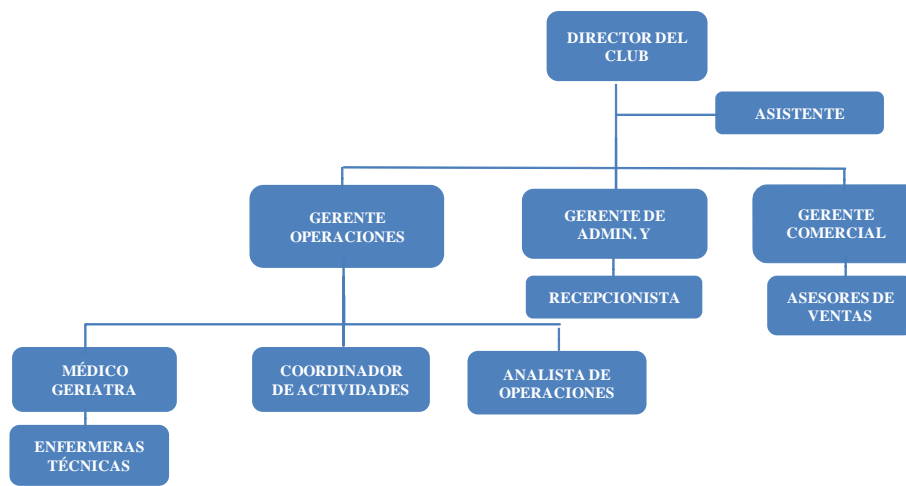 DIRECTOR DEL
CLUB
ASISTENTE
GERENTE
OPERACIONES
GERENTE DE
ADMIN. Y
GERENTE
COMERCIAL
RECEPCIONISTA
ASESORES DE
VENTAS
MÉDICO
GERIATRA
COORDINADOR
DE ACTIVIDADES
ANALISTA DE
OPERACIONES
ENFERMERAS
TÉCNICAS